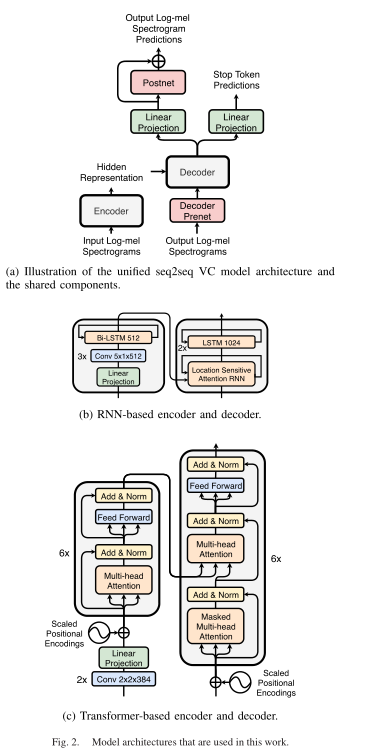 Output Log-mel
Spectrogram
Predictions
Postnet
Stop Token
Predictions
Linear
Projection
Linear
Projection
Hidden
Representation
Decoder
Encoder
Decoder
Prenet
Input Log-mel
Spectrograms
Output Log-mel
Spectrograms
(a) Illustration of the unified seq2seq VC model architecture and
the shared components.
Bi-LSTM 512
3x
Conv 5x1x512
Linear
Projection
2x
LSTM 1024
Location Sensitive
Attention RNN
(b) RNN-based encoder and decoder.
Add & Norm
Feed Forward
6x
Add & Norm
Multi-head
Attention
Scaled
Positional
Encodings
Linear
Projection
2x
Conv 2x2x384
Add & Norm
Feed Forward
Add & Norm
Multi-head
Attention
6x
Add & Norm
Masked
Multi-head
Attention
Scaled
Positional
Encodings
(c) Transformer-based encoder and decoder.
Fig. 2. Model architectures that are used in this work.